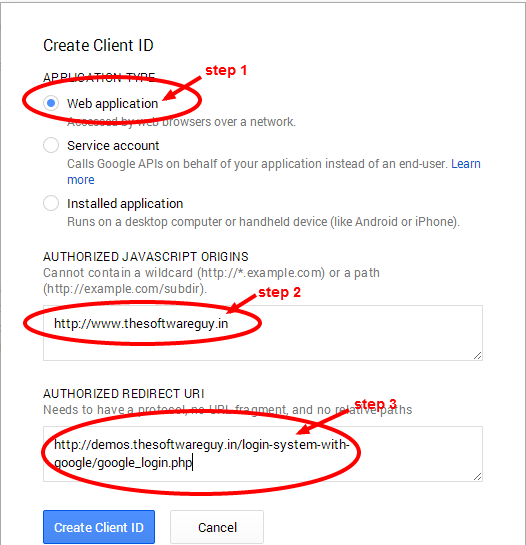 Create Client ID
APPLICATION TYPE
step 1
Web application
Accessed by web browsers over a network.
Service account
Calls Google APIs on behalf of your application instead of an end-user. Learn
more
Installed application
Runs on a desktop computer or handheld device (like Android or iPhone).
AUTHORIZED JAVASCRIPT ORIGINS
Cannot contain a wildcard (http://*.example.com) or a path
(http://example.com/subdir).
step 2
http://www.thesoftwareguy.in
AUTHORIZED REDIRECT URI
step 3
Needs to have a protocol, no URL fragment, and no relative paths
http://demos.thesoftwareguy.in/login-system-with-
google/google_login.php
Create Client ID
Cancel